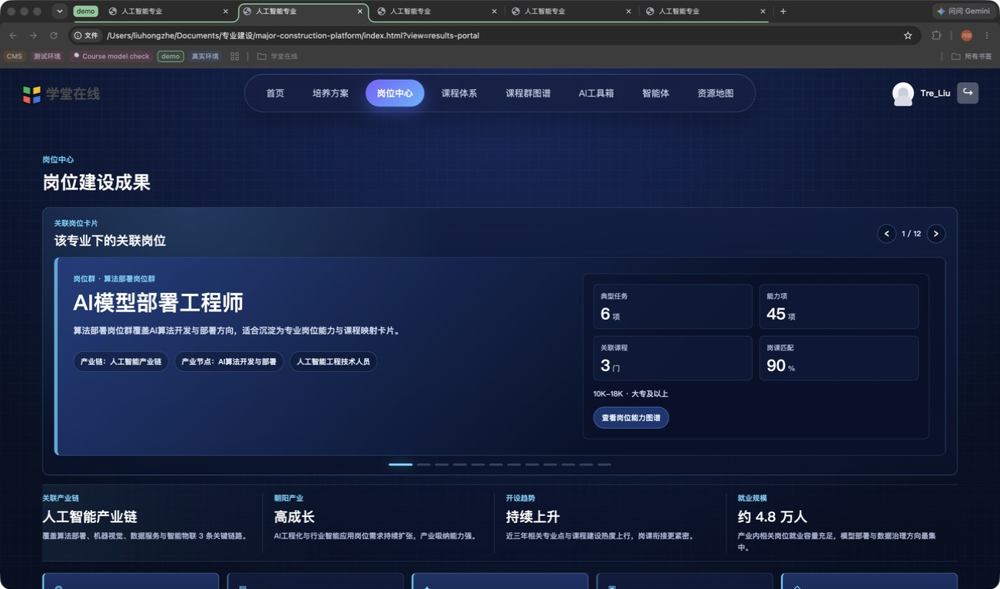 demo
人工智能专业
人工智能专业
人工智能专业
人工智能专业
人工智能专业
问问 Gemini
文件
/Users/liuhongzhe/Documents/专业建设/major-construction-platform/index.html?view=results-portal
CMS
测试环境
Course model check
demo
真实环境
学堂在线
所有书签
学堂在线
首页
培养方案
岗位中心
课程体系
课程群图谱
AI工具箱
智能体
资源地图
Tre_Liu
岗位中心
岗位建设成果
关联岗位卡片
该专业下的关联岗位
1 / 12
岗位群 · 算法部署岗位群
AI模型部署工程师
算法部署岗位群覆盖AI算法开发与部署方向，适合沉淀为专业岗位能力与课程映射卡片。
产业链：人工智能产业链
产业节点：AI算法开发与部署
人工智能工程技术人员
典型任务
6 项
能力项
45 项
关联课程
3 门
岗课匹配
90 %
10K-18K · 大专及以上
查看岗位能力图谱
关联产业链
人工智能产业链
覆盖算法部署、机器视觉、数据服务与智能物联 3 条关键链路。
朝阳产业
高成长
AI工程化与行业智能应用岗位需求持续扩张，产业吸纳能力强。
开设趋势
持续上升
近三年相关专业点与课程建设热度上行，岗课衔接更紧密。
就业规模
约 4.8 万人
产业内相关岗位就业容量充足，模型部署与数据治理方向最集
中。